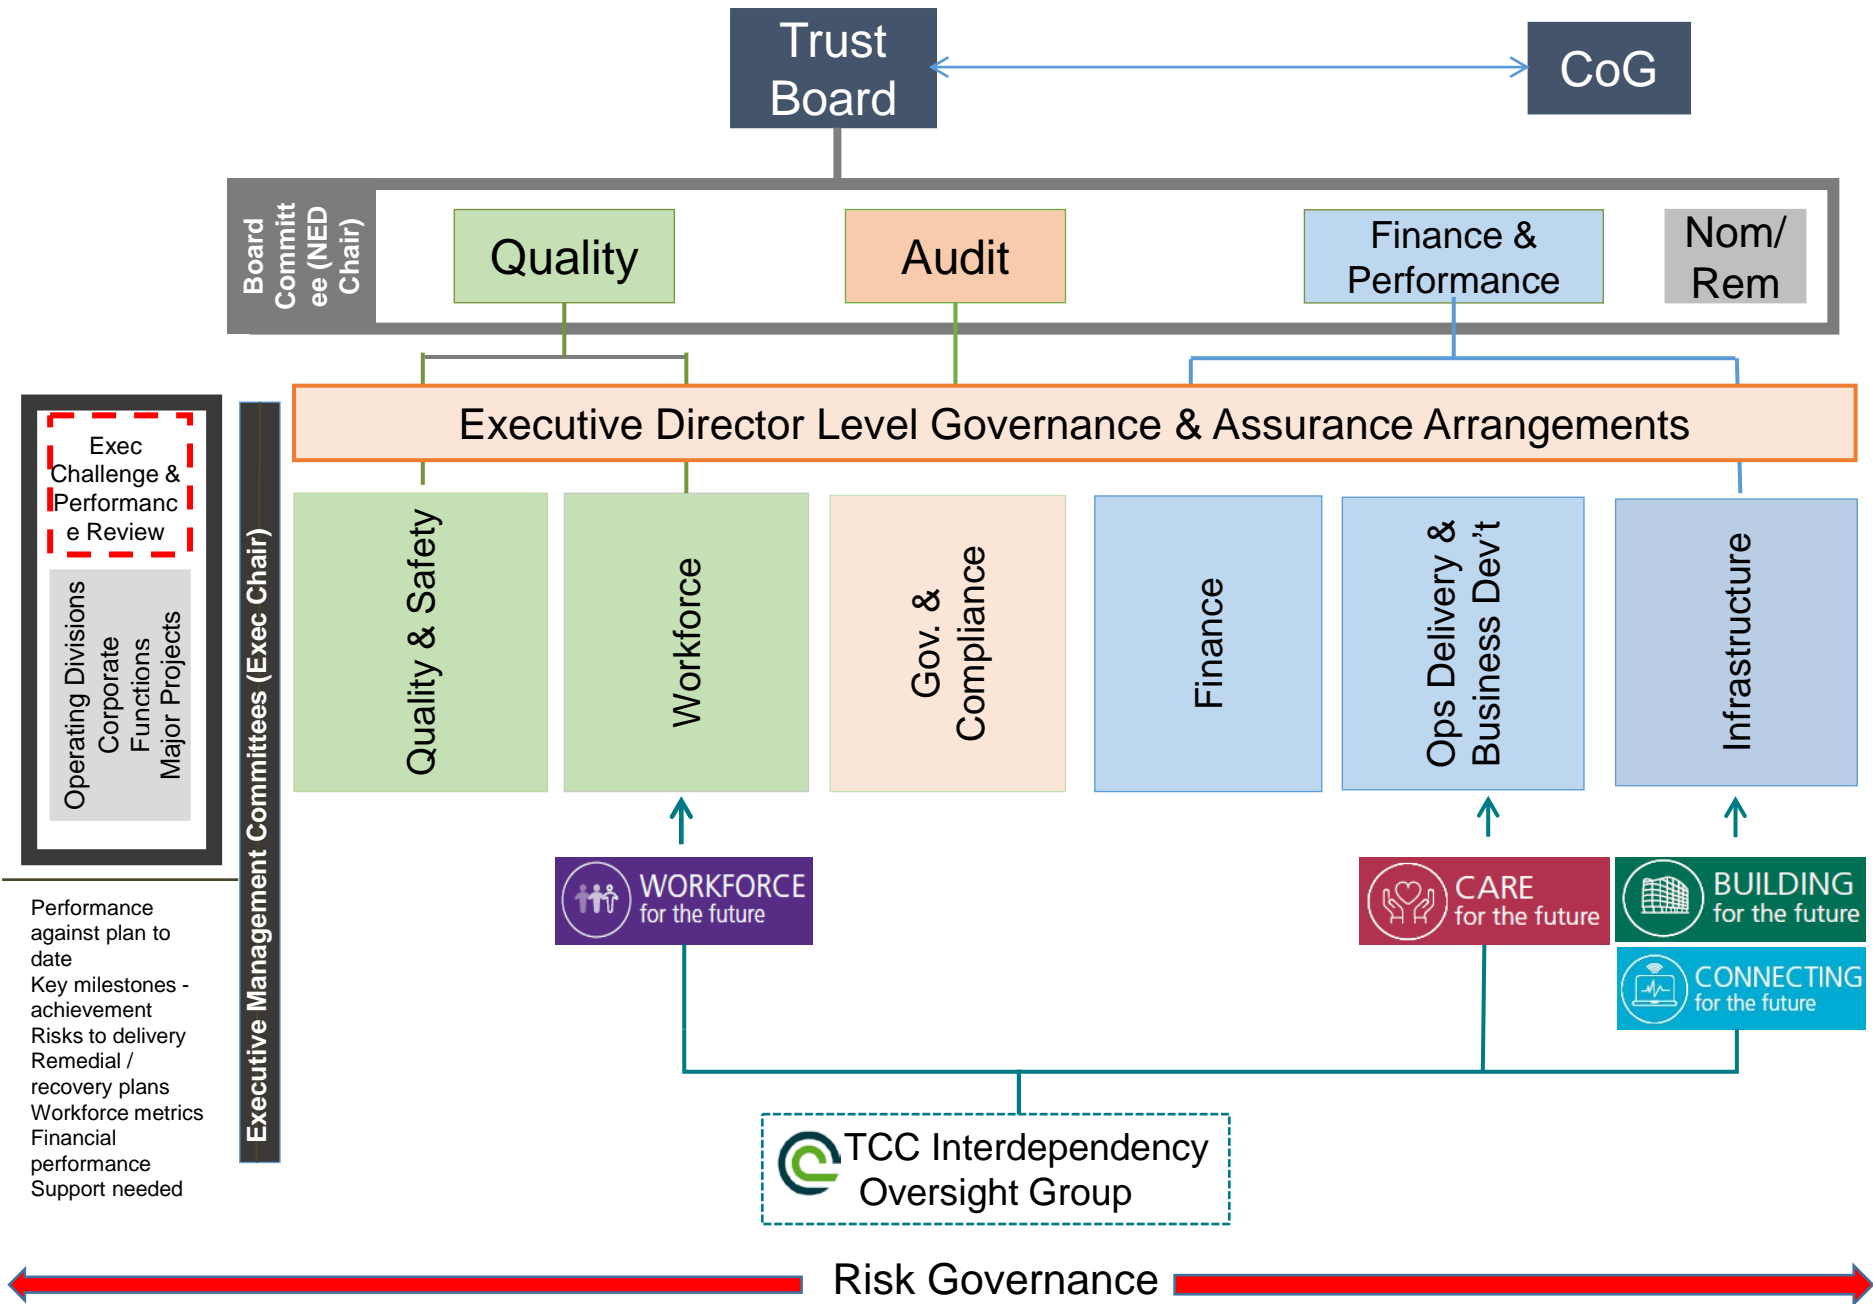 Trust
Board
CoG
Board
Committ
ee (NED
Chair)
Quality
Audit
Finance &
Performance
Nom/
Rem
Executive Director Level Governance & Assurance Arrangements
Exec
Challenge &
Performanc
e Review
Operating Divisions
Corporate
Functions
Major Projects
Executive Management Committees (Exec Chair)
Quality & Safety
Workforce
Gov. &
Compliance
Finance
Ops Delivery &
Business Dev’t
Infrastructure
WORKFORCE
for the future
CARE
for the future
BUILDING
for the future
CONNECTING
for the future
Performance
against plan to
date
Key milestones -
achievement
Risks to delivery
Remedial /
recovery plans
Workforce metrics
Financial
performance
Support needed
TCC Interdependency
Oversight Group
Risk Governance